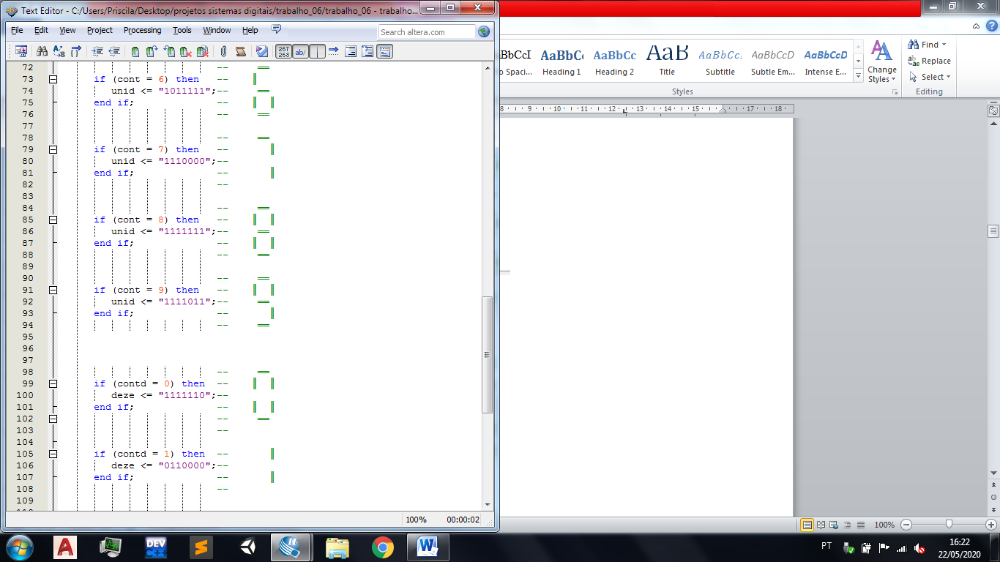 Text Editor - C:/Users/Priscila/Desktop/projetos sistemas digitais/trabalho_06/trabalho_06 - trabalho...
File Edit View Project Processing Tools Window Help
Search altera.com
267
268
ab/
72 --
73 if (cont = 6) then --
74 unid <= "1011111";--
75 end if; --
76 --
77
78 --
79 if (cont = 7) then --
80 unid <= "1110000";--
81 end if; --
82 --
83
84 --
85 if (cont = 8) then --
86 unid <= "1111111";--
87 end if; --
88 --
89
90 --
91 if (cont = 9) then --
92 unid <= "1111011";--
93 end if; --
94 --
95
96
97
98 --
99 if (contd = 0) then --
100 deze <= "1111110";--
101 end if; --
102 --
103 --
104
105 if (contd = 1) then --
106 deze <= "0110000";--
107 end if; --
108 --
109
100% 00:00:02
AaBbCcI AaBbC AaBbCc AaB AaBbCc. AaBbCcD AaBbCcD
o Spaci... Heading 1 Heading 2 Title Subtitle Subtle Em... Intense E...
Change
Styles
Styles
Find
Replace
Select
Editing
8 9 10 11 12 13 14 15 17 18
100%
A DEV C++ S W
PT
16:22
22/05/2020